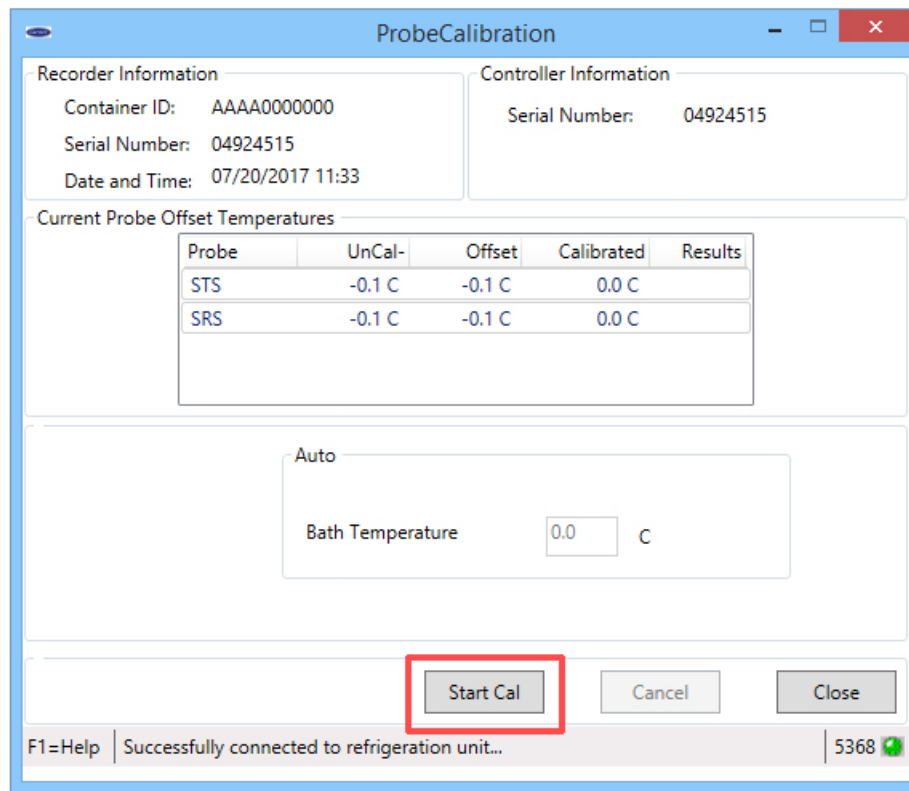 ProbeCalibration
Recorder Information
Container ID: AAAA0000000
Serial Number: 04924515
Date and Time: 07/20/2017 11:33
Controller Information
Serial Number: 04924515
Current Probe Offset Temperatures
Probe UnCal- Offset Calibrated Results
STS -0.1 C -0.1 C 0.0 C
SRS -0.1 C -0.1 C 0.0 C
Auto
Bath Temperature 0.0 C
Start Cal Cancel Close
F1=Help Successfully connected to refrigeration unit... 5368